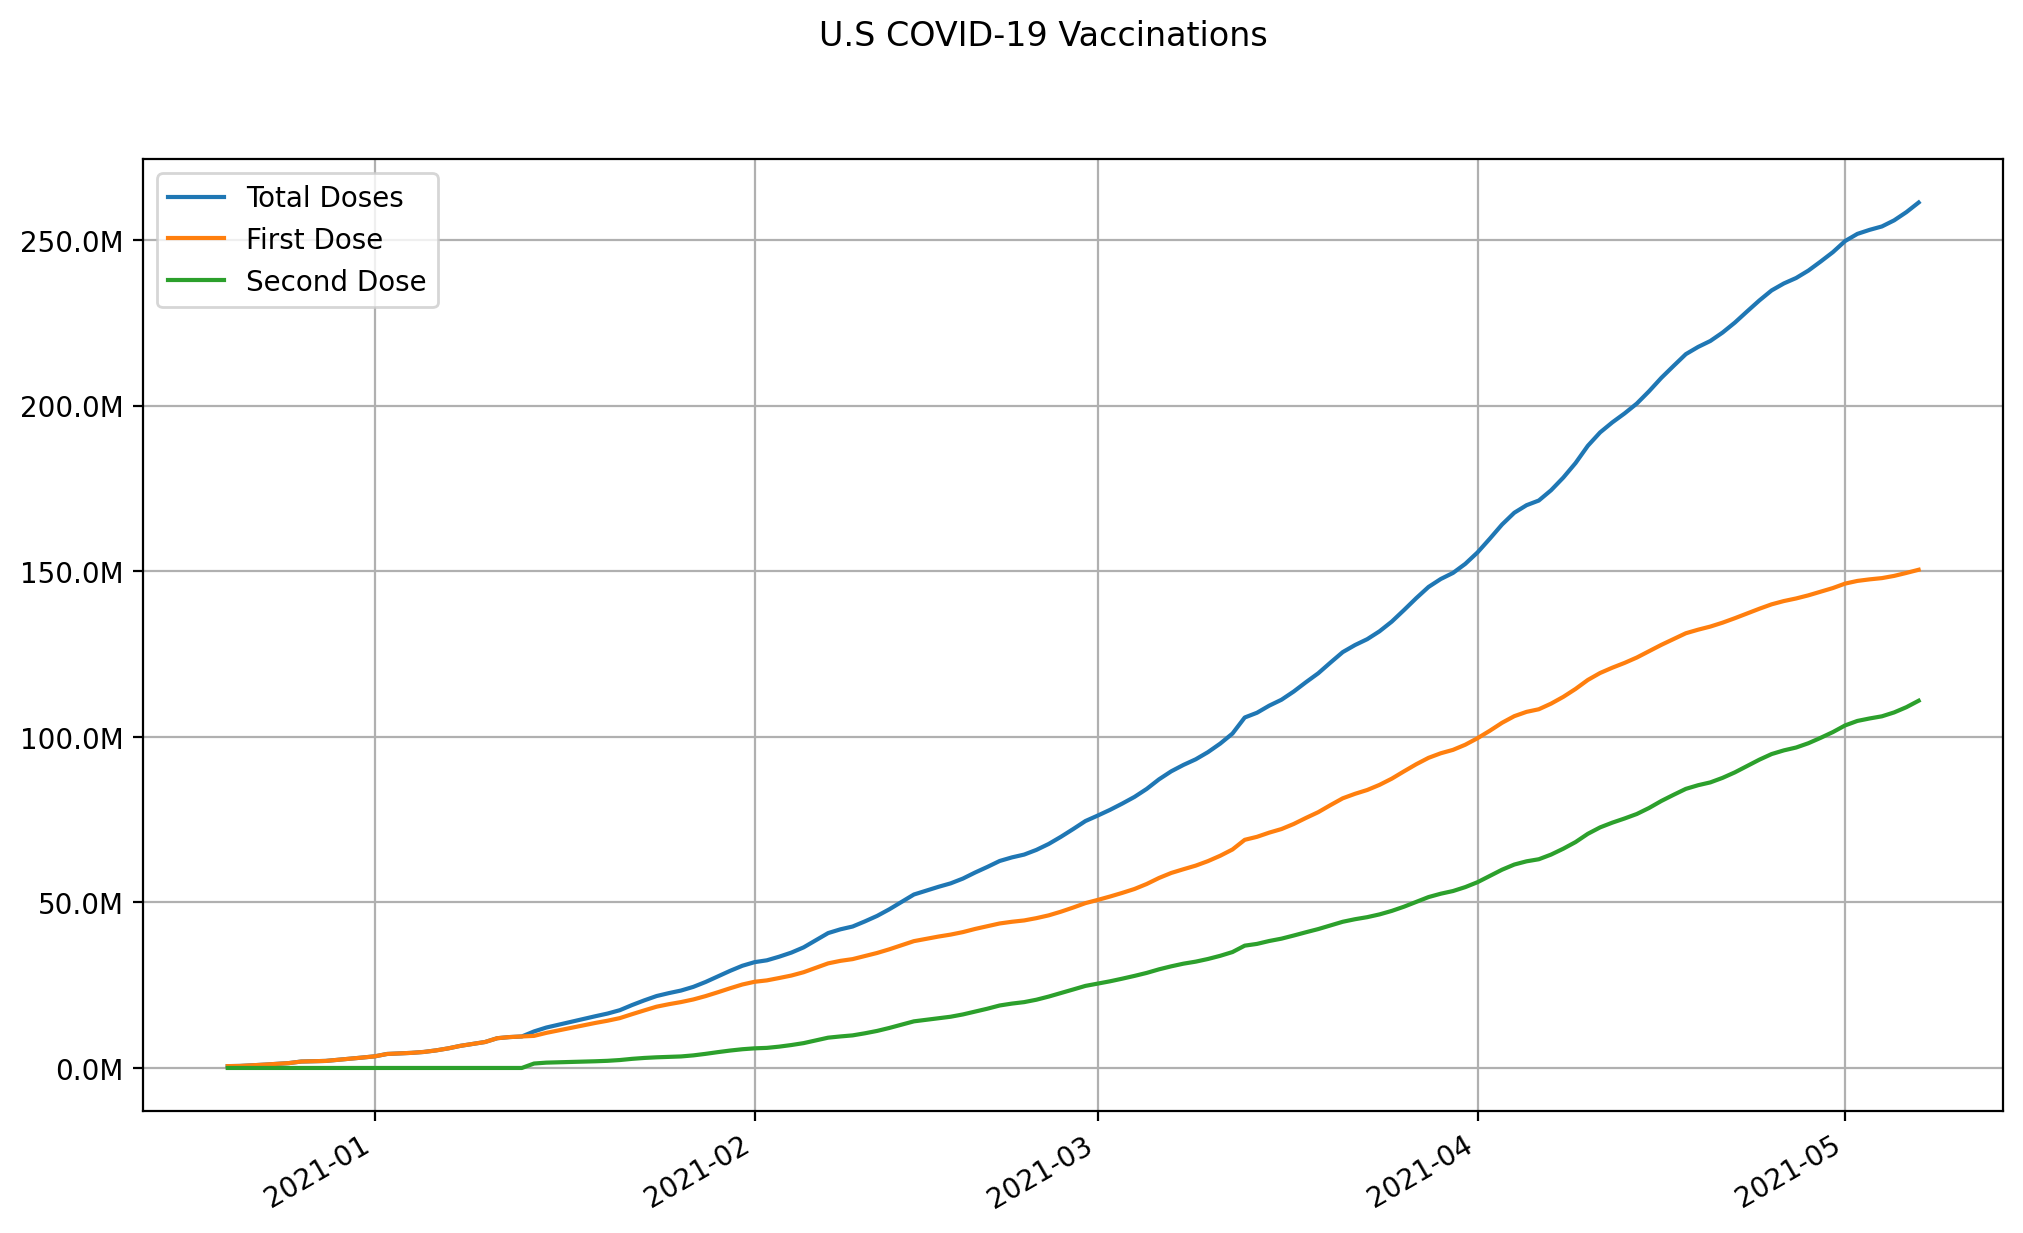 U.S COVID-19 Vaccinations
Total Doses
First Dose
Second Dose
250.0M
200.0M
150.0M
100.0M
50.0M
0.0M
2021-01
2021-02
2021-03
2021-04
2021-05